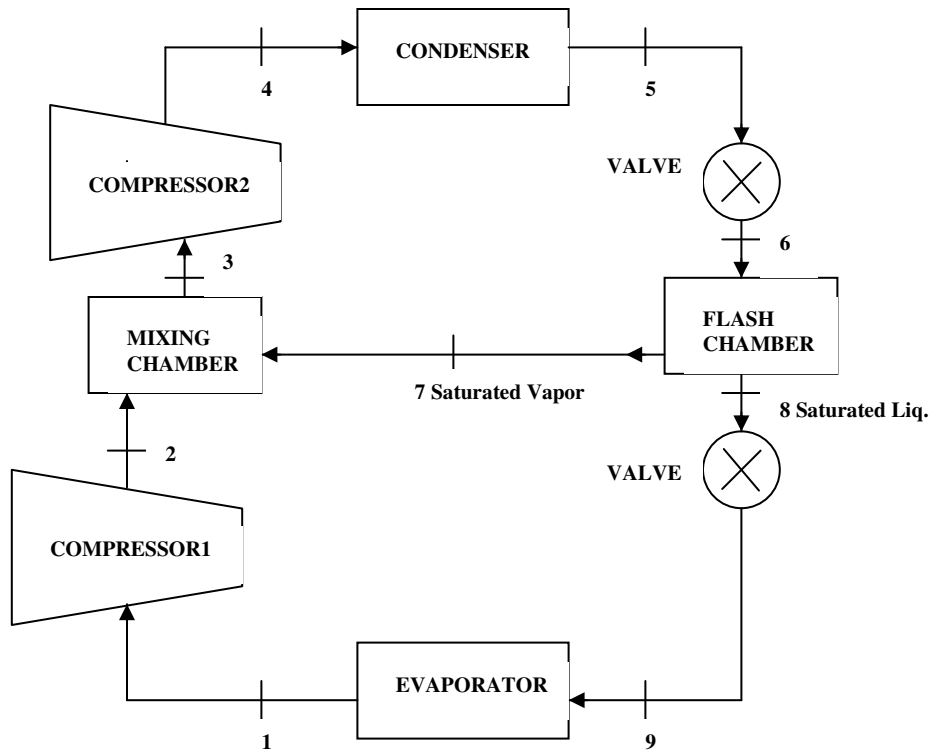 CONDENSER
4
5
VALVE
COMPRESSOR2
6
3
FLASH
CHAMBER
MIXING
CHAMBER
7 Saturated Vapor
8 Saturated Liq.
2
VALVE
COMPRESSOR1
EVAPORATOR
1
9